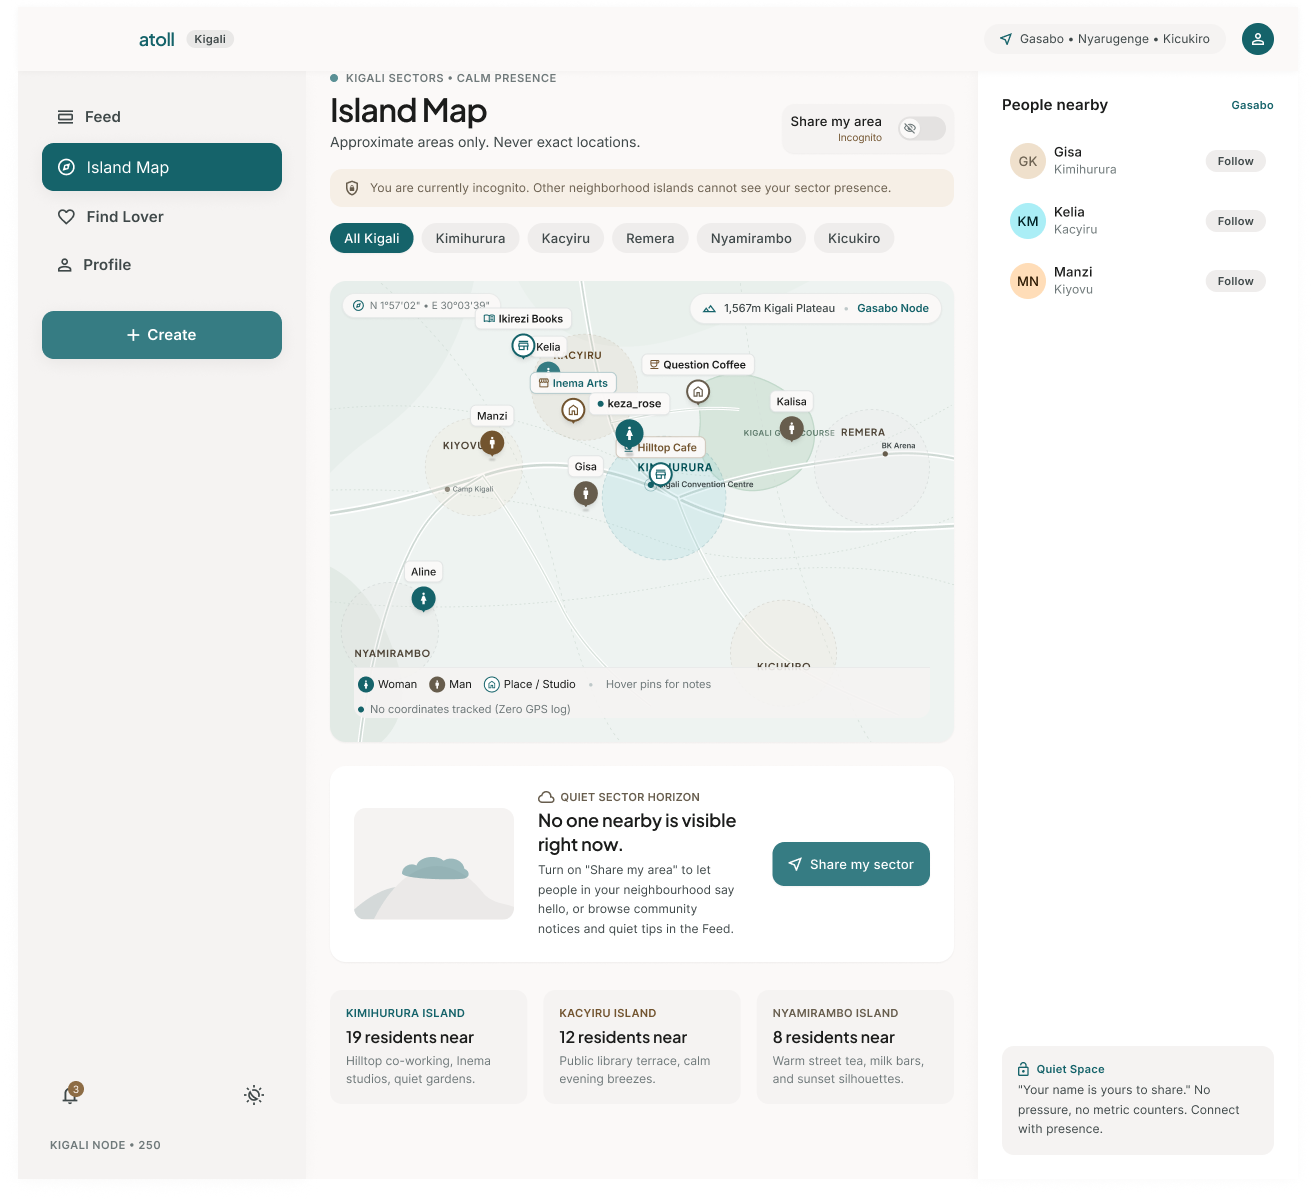 atoll
Kigali
Gasabo • Nyarugenge • Kicukiro
Feed
Island Map
Find Lover
Profile
+ Create
3
KIGALI NODE • 250
KIGALI SECTORS • CALM PRESENCE
Island Map
Approximate areas only. Never exact locations.
Share my area
Incognito
You are currently incognito. Other neighborhood islands cannot see your sector presence.
All Kigali
Kimihurura
Kacyiru
Remera
Nyamirambo
Kicukiro
N 1°57'02" • E 30°03'39"
1,567m Kigali Plateau • Gasabo Node
Ikirezi Books
Kelia
Inema Arts
Question Coffee
keza_rose
Kalisa
Manzi
REMERA
BK Arena
Hilltop Cafe
Gisa
Convention Centre
Camp Kigali
Aline
NYAMIRAMBO
KICUKIRO
Woman
Man
Place / Studio
• Hover pins for notes
No coordinates tracked (Zero GPS log)
QUIET SECTOR HORIZON
No one nearby is visible
right now.
Turn on "Share my area" to let
people in your neighbourhood say
hello, or browse community
notices and quiet tips in the Feed.
Share my sector
KIMIHURURA ISLAND
19 residents near
Hilltop co-working, Inema
studios, quiet gardens.
KACYIRU ISLAND
12 residents near
Public library terrace, calm
evening breezes.
NYAMIRAMBO ISLAND
8 residents near
Warm street tea, milk bars,
and sunset silhouettes.
People nearby
Gasabo
GK
Gisa
Kimihurura
Follow
KM
Kelia
Kacyiru
Follow
MN
Manzi
Kiyovu
Follow
Quiet Space
"Your name is yours to share." No
pressure, no metric counters. Connect
with presence.